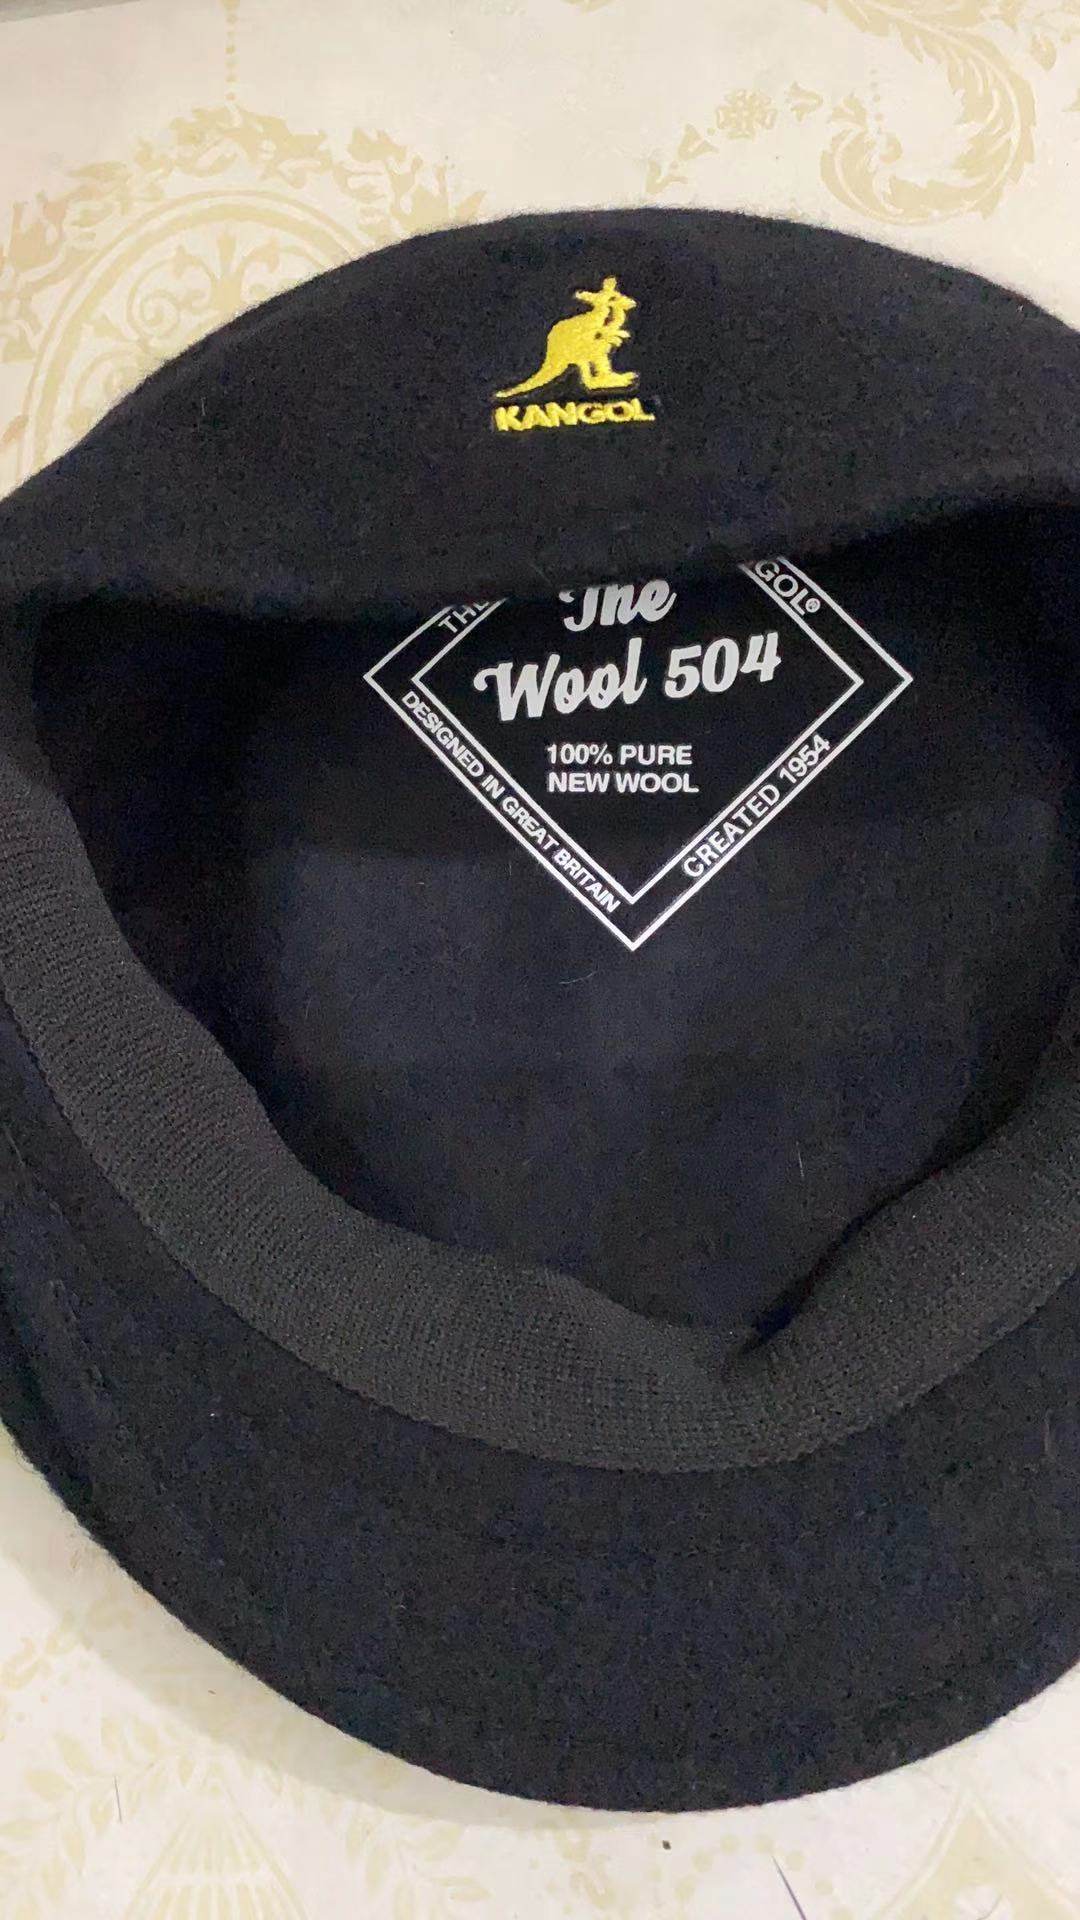 KANGOL
The
Wool 504
100% PURE
NEW WOOL
DESIGNED IN GREAT BRITAIN
CREATED 1954